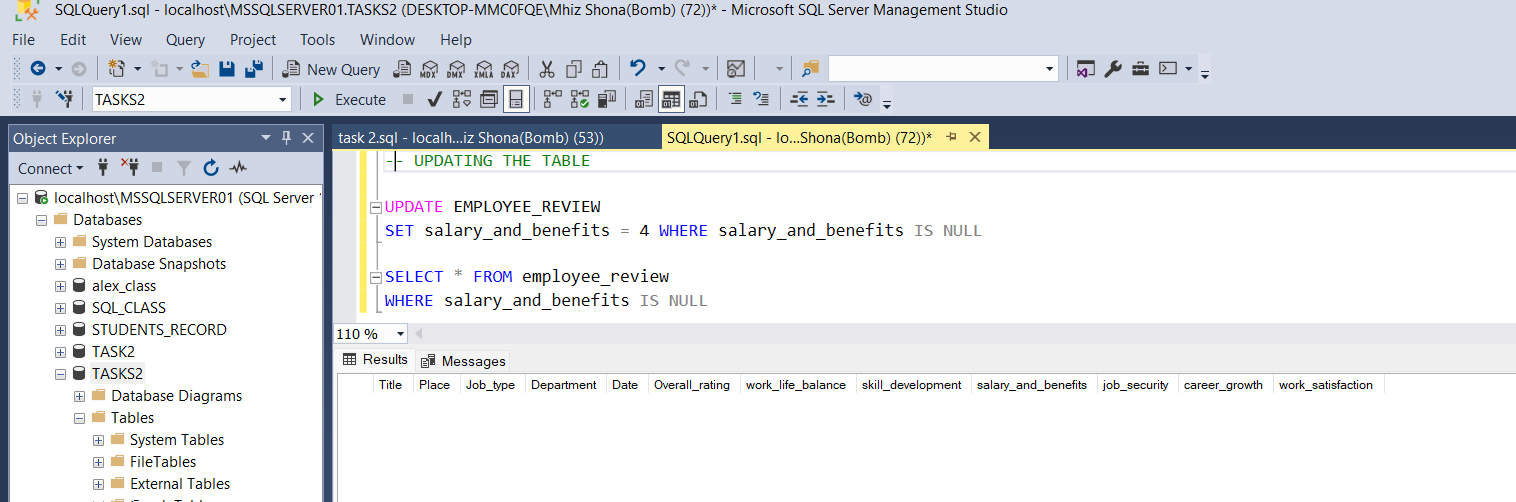 SQLQuery1.sql - localhost\MSSQLSERVER01.TASKS2 (DESKTOP-MMC0FQE\Mhiz Shona(Bomb) (72))* - Microsoft SQL Server Management Studio
File Edit View Query Project Tools Window Help
New Query MDX DMX XMLA DAX
TASKS2 Execute
Object Explorer
Connect
localhost\MSSQLSERVER01 (SQL Server
Databases
System Databases
Database Snapshots
alex_class
SQL_CLASS
STUDENTS_RECORD
TASK2
TASKS2
Database Diagrams
Tables
System Tables
FileTables
External Tables
task 2.sql - localh...iz Shona(Bomb) (53))
SQLQuery1.sql - lo...Shona(Bomb) (72))*
-- UPDATING THE TABLE
UPDATE EMPLOYEE_REVIEW
SET salary_and_benefits = 4 WHERE salary_and_benefits IS NULL
SELECT * FROM employee_review
WHERE salary_and_benefits IS NULL
110 %
Results Messages
Title Place Job_type Department Date Overall_rating work_life_balance skill_development salary_and_benefits job_security career_growth work_satisfaction